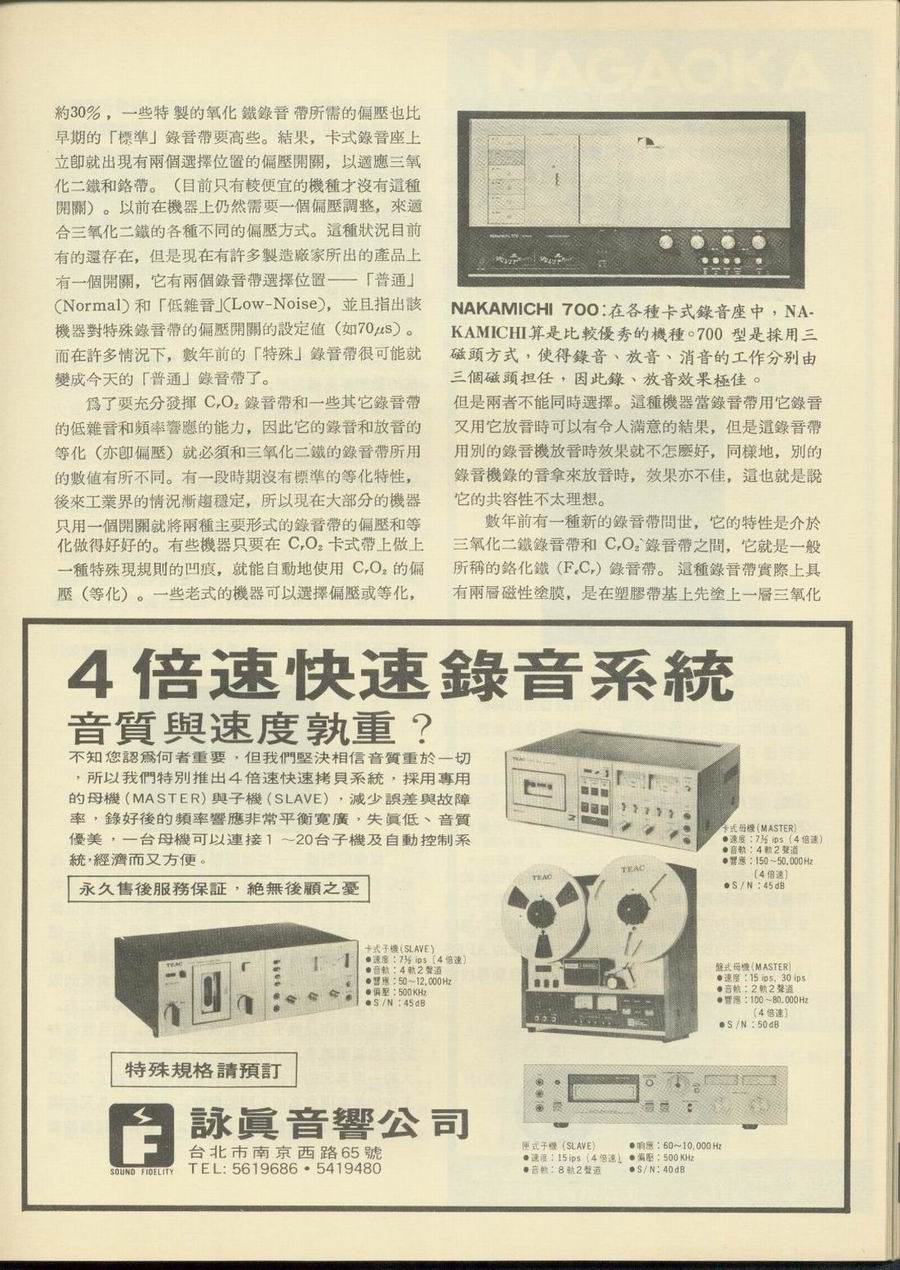 約30%，一些特製的氧化鐵錄音帶所需的偏壓也比
早期的「標準」錄音帶要高些。結果，卡式錄音座上
立卽就出現有兩個選擇位置的偏壓開關，以適應三氧
化二鐵和鉻帶。（目前只有較便宜的機種才沒有這種
開關）。以前在機器上仍然需要一個偏壓調整，來適
合三氧化二鐵的各種不同的偏壓方式。這種狀況目前
有的還存在，但是現在有許多製造廠家所出的產品上
有一個開關，它有兩個錄音帶選擇位置——「普通」
(Normal) 和「低雜音」(Low-Noise)，並且指出該
機器對特殊錄音帶的偏壓開關的設定値（如70μs）。
而在許多情況下，數年前的「特殊」錄音帶很可能就
變成今天的「普通」錄音帶了。
爲了要充分發揮 CrO₂ 錄音帶和一些其它錄音帶
的低雜音和頻率響應的能力，因此它的錄音和放音的
等化（亦卽偏壓）就必須和三氧化二鐵的錄音帶所用
的數値有所不同。有一段時期沒有標準的等化特性，
後來工業界的情況漸趨穩定，所以現在大部分的機器
只用一個開關就將兩種主要形式的錄音帶的偏壓和等
化做得好好的。有些機器只要在 CrO₂ 卡式帶上做上
一種特殊現規則的凹痕，就能自動地使用 CrO₂ 的偏
壓（等化）。一些老式的機器可以選擇偏壓或等化，
NAKAMICHI 700：在各種卡式錄音座中，NA-
KAMICHI算是比較優秀的機種。700 型是採用三
磁頭方式，使得錄音、放音、消音的工作分別由
三個磁頭担任，因此錄、放音效果極佳。
但是兩者不能同時選擇。這種機器當錄音帶用它錄音
又用它放音時可以有令人滿意的結果，但是這錄音帶
用別的錄音機放音時效果就不怎麼好，同樣地，別的
錄音機錄的音拿來放音時，效果亦不佳，這也就是說
它的共容性不太理想。
數年前有一種新的錄音帶問世，它的特性是介於
三氧化二鐵錄音帶和 CrO₂ 錄音帶之間，它就是一般
所稱的鉻化鐵 (FeCr) 錄音帶。這種錄音帶實際上具
有兩層磁性塗膜，是在塑膠帶基上先塗上一層三氧化
4倍速快速錄音系統
音質與速度孰重？
不知您認爲何者重要，但我們堅決相信音質重於一切
，所以我們特別推出4倍速快速拷貝系統，採用專用
的母機(MASTER)與子機(SLAVE)，減少誤差與故障
率，錄好後的頻率響應非常平衡寬廣，失眞低、音質
優美，一台母機可以連接1～20台子機及自動控制系
統，經濟而又方便。
永久售後服務保証，絕無後顧之憂
卡式母機(MASTER)
●速度：7½ ips（4倍速）
●音軌：4軌2聲道
●響應：150～50,000Hz
〔4倍速〕
●S/N：45dB
TEAC
TEAC
TEAC
卡式子機(SLAVE)
●速度：7½ ips〔4倍速〕
●音軌：4軌2聲道
●響應：50～12,000Hz
●偏壓：500KHz
●S/N：45dB
TEAC
盤式母機(MASTER)
●速度：15 ips, 30 ips
●音軌：2軌2聲道
●響應：100～80,000Hz
〔4倍速〕
●S/N：50dB
特殊規格請預訂
SOUND FIDELITY
詠眞音響公司
台北市南京西路65號
TEL: 5619686・5419480
匣式子機 (SLAVE)
●速度：15ips〔4倍速〕
●音軌：8軌2聲道
●响應：60～10,000Hz
●偏壓：500KHz
●S/N：40dB